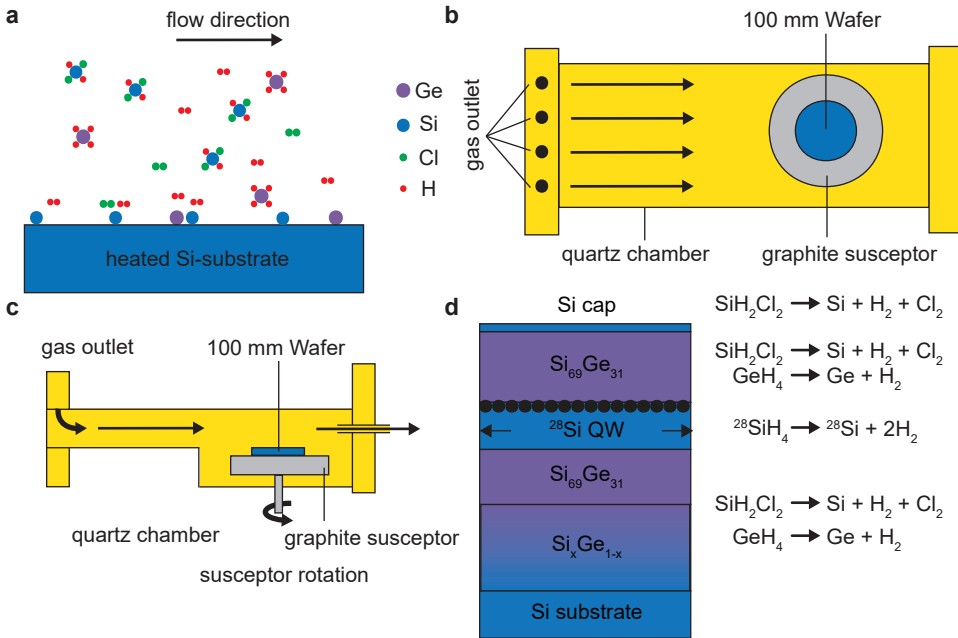 a
flow direction
Ge
Si
Cl
H
heated Si-substrate
b
100 mm Wafer
gas outlet
quartz chamber
graphite susceptor
c
gas outlet
100 mm Wafer
quartz chamber
graphite susceptor
susceptor rotation
d
Si cap
SiH₂Cl₂ → Si + H₂ + Cl₂
Si₆₉Ge₃₁
SiH₂Cl₂ → Si + H₂ + Cl₂
GeH₄ → Ge + H₂
²⁸Si QW
²⁸SiH₄ → ²⁸Si + 2H₂
Si₆₉Ge₃₁
SiH₂Cl₂ → Si + H₂ + Cl₂
GeH₄ → Ge + H₂
SiₓGe₁₋ₓ
Si substrate